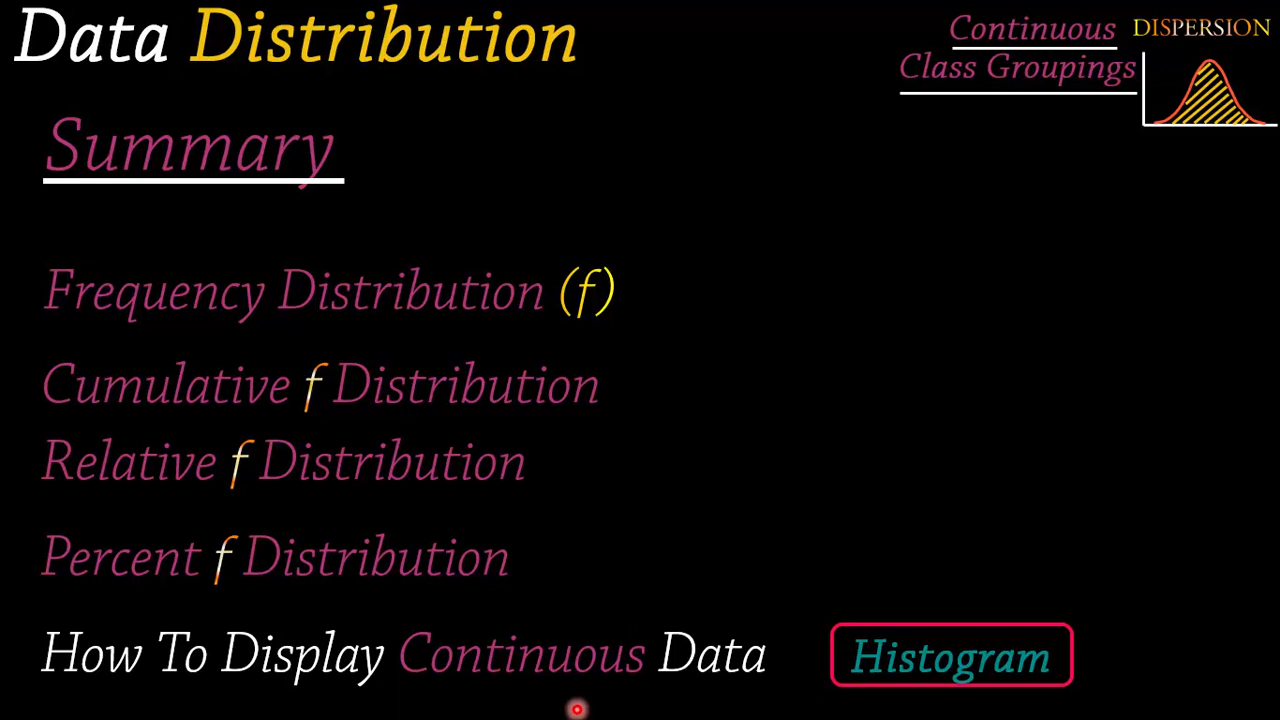 Data Distribution
Continuous
Class Groupings
DISPERSION
Summary
Frequency Distribution (f)
Cumulative f Distribution
Relative f Distribution
Percent f Distribution
How To Display Continuous Data
Histogram